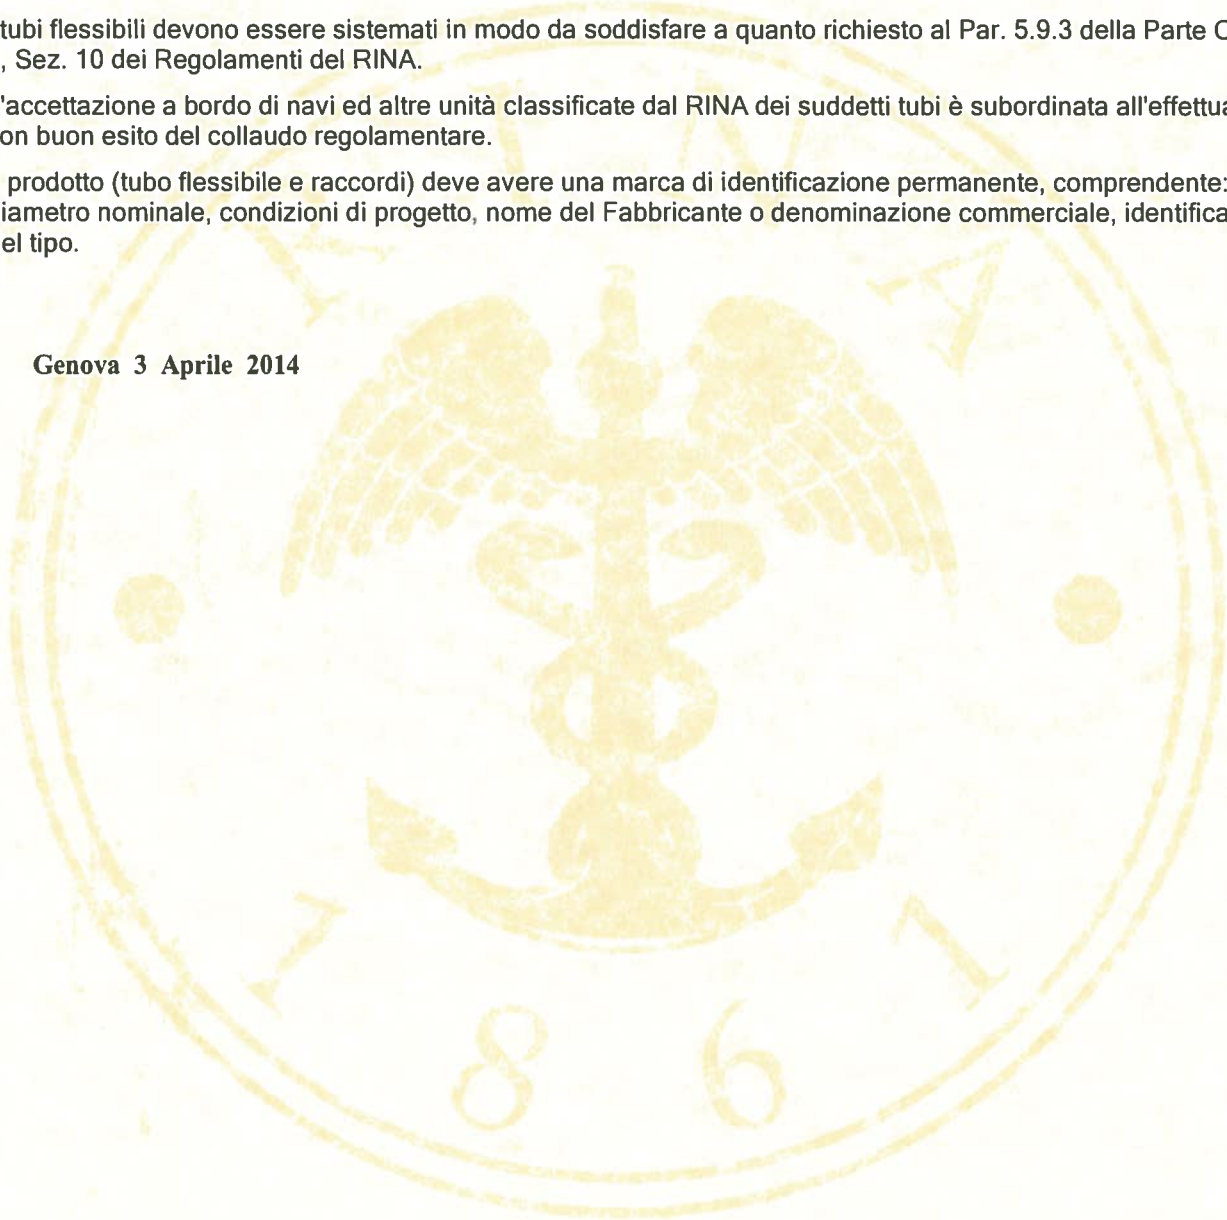 tubi flessibili devono essere sistemati in modo da soddisfare a quanto richiesto al Par. 5.9.3 della Parte C
, Sez. 10 dei Regolamenti del RINA.
'accettazione a bordo di navi ed altre unità classificate dal RINA dei suddetti tubi è subordinata all'effettua
on buon esito del collaudo regolamentare.
prodotto (tubo flessibile e raccordi) deve avere una marca di identificazione permanente, comprendente:
iametro nominale, condizioni di progetto, nome del Fabbricante o denominazione commerciale, identifica
el tipo.
Genova 3 Aprile 2014
R I N A
1 8 6 1